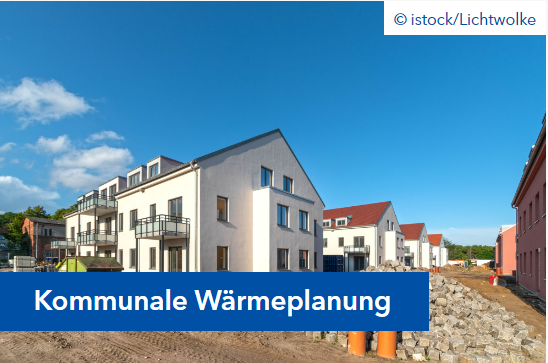 © istock/Lichtwolke
Kommunale Wärmeplanung